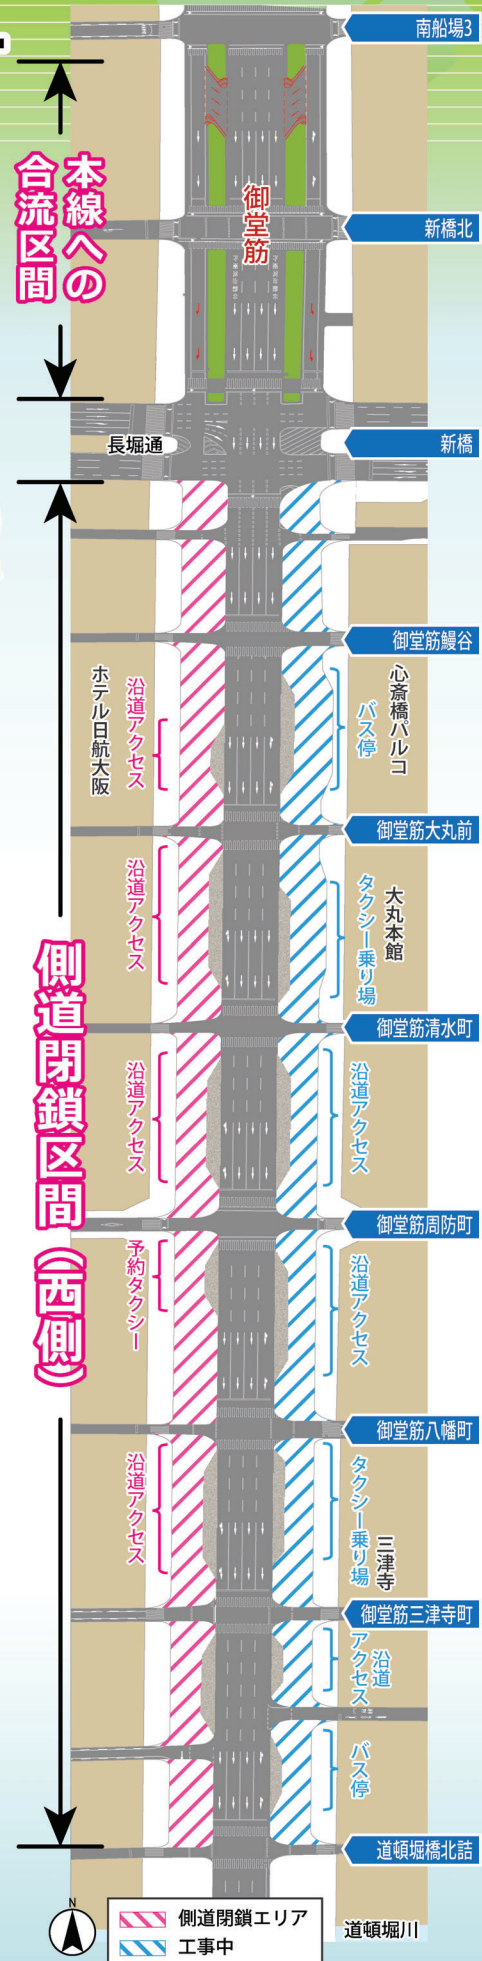 南船場3
本線への
合流区間
御堂筋
新橋北
長堀通
新橋
御堂筋鰻谷
ホテル日航大阪
沿道アクセス
心斎橋パルコ
バス停
御堂筋大丸前
沿道アクセス
大丸本館
タクシー乗り場
側道閉鎖区間(西側)
御堂筋清水町
沿道アクセス
沿道アクセス
御堂筋周防町
予約タクシー
沿道アクセス
御堂筋八幡町
沿道アクセス
タクシー乗り場
三津寺
御堂筋三津寺町
沿道
アクセス
バス停
道頓堀橋北詰
N
側道閉鎖エリア
工事中
道頓堀川